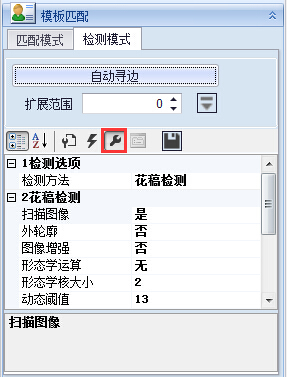 模板匹配
匹配模式 检测模式
自动寻边
扩展范围 0
1检测选项
检测方法 花稿检测
2花稿检测
扫描图像 是
外轮廓 否
图像增强 否
形态学运算 无
形态学核大小 2
动态阈值 13
扫描图像